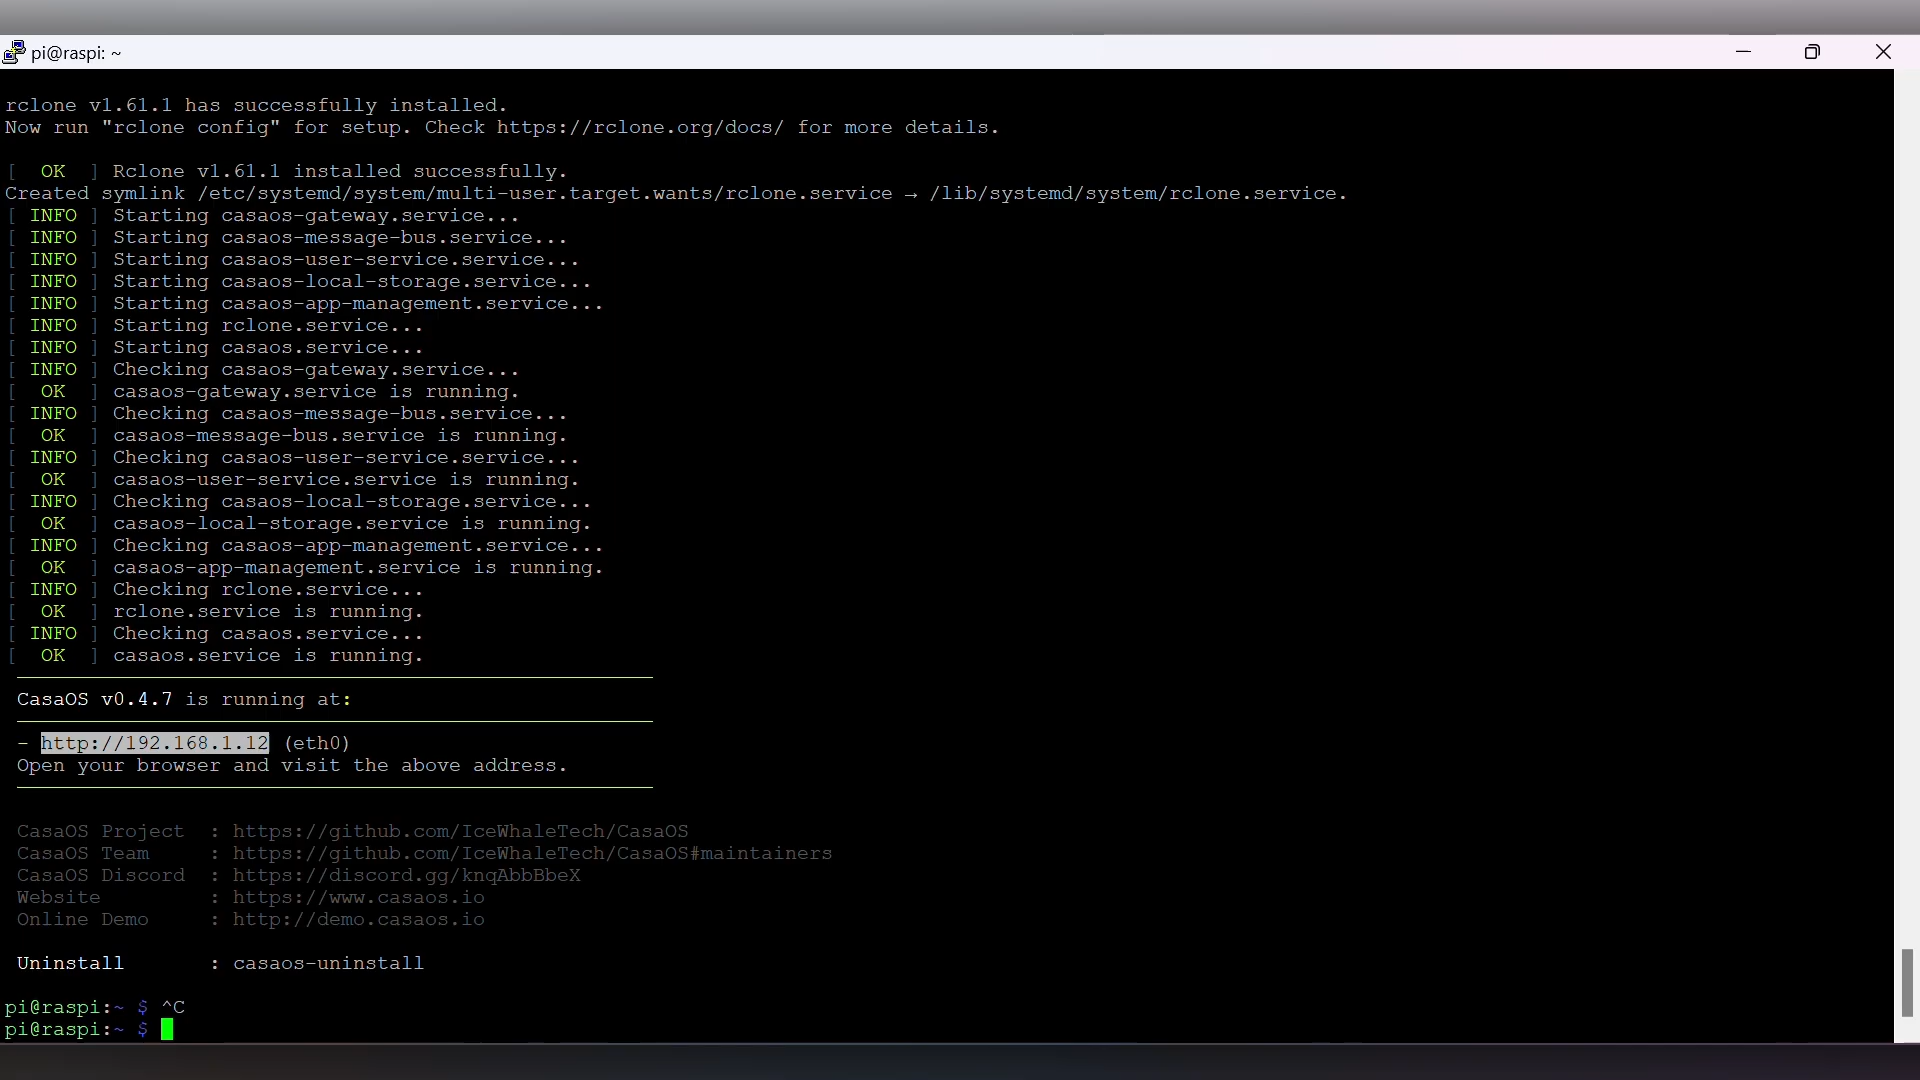 pi@raspi: ~
rclone v1.61.1 has successfully installed.
Now run "rclone config" for setup. Check https://rclone.org/docs/ for more details.
[ OK ] Rclone v1.61.1 installed successfully.
Created symlink /etc/systemd/system/multi-user.target.wants/rclone.service → /lib/systemd/system/rclone.service.
[ INFO ] Starting casaos-gateway.service...
[ INFO ] Starting casaos-message-bus.service...
[ INFO ] Starting casaos-user-service.service...
[ INFO ] Starting casaos-local-storage.service...
[ INFO ] Starting casaos-app-management.service...
[ INFO ] Starting rclone.service...
[ INFO ] Starting casaos.service...
[ INFO ] Checking casaos-gateway.service...
[ OK ] casaos-gateway.service is running.
[ INFO ] Checking casaos-message-bus.service...
[ OK ] casaos-message-bus.service is running.
[ INFO ] Checking casaos-user-service.service...
[ OK ] casaos-user-service.service is running.
[ INFO ] Checking casaos-local-storage.service...
[ OK ] casaos-local-storage.service is running.
[ INFO ] Checking casaos-app-management.service...
[ OK ] casaos-app-management.service is running.
[ INFO ] Checking rclone.service...
[ OK ] rclone.service is running.
[ INFO ] Checking casaos.service...
[ OK ] casaos.service is running.
CasaOS v0.4.7 is running at:
- http://192.168.1.12 (eth0)
Open your browser and visit the above address.
CasaOS Project : https://github.com/IceWhaleTech/CasaOS
CasaOS Team : https://github.com/IceWhaleTech/CasaOS#maintainers
CasaOS Discord : https://discord.gg/knqAbbBbeX
Website : https://www.casaos.io
Online Demo : http://demo.casaos.io
Uninstall : casaos-uninstall
pi@raspi:~ $ ^C
pi@raspi:~ $